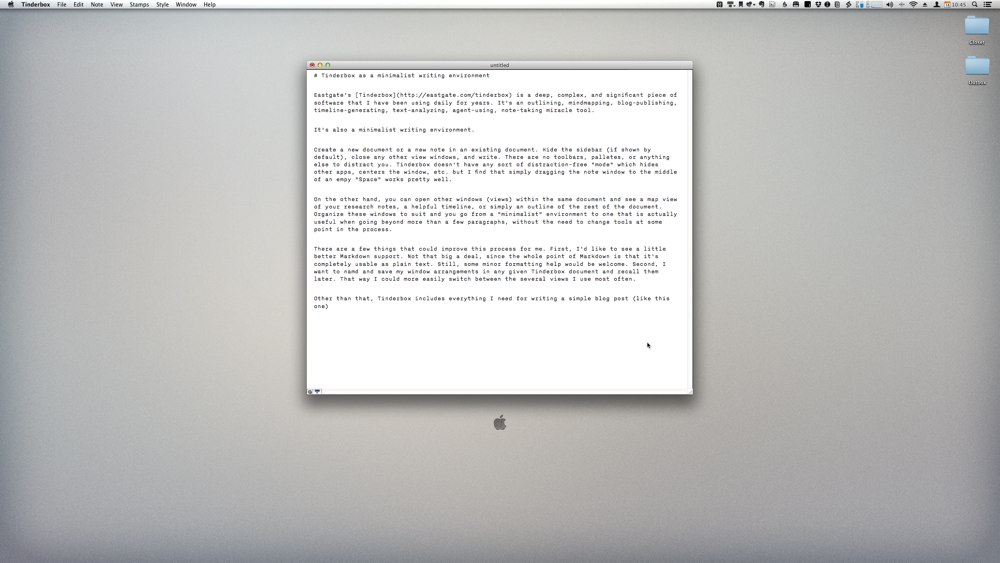 Tinderbox File Edit Note View Stamps Style Window Help
10:45
Closet
untitled
# Tinderbox as a minimalist writing environment
Eastgate's [Tinderbox](http://eastgate.com/tinderbox) is a deep, complex, and significant piece of
software that I have been using daily for years. It's an outlining, mindmapping, blog-publishing,
timeline-generating, text-analyzing, agent-using, note-taking miracle tool.
It's also a minimalist writing environment.
Create a new document or a new note in an existing document. Hide the sidebar (if shown by
default), close any other view windows, and write. There are no toolbars, palletes, or anything
else to distract you. Tinderbox doesn't have any sort of distraction-free "mode" which hides
other apps, centers the window, etc. but I find that simply dragging the note window to the middle
of an empy "Space" works pretty well.
On the other hand, you can open other windows (views) within the same document and see a map view
of your research notes, a helpful timeline, or simply an outline of the rest of the document.
Organize these windows to suit and you go from a "minimalist" environment to one that is actually
useful when going beyond more than a few paragraphs, without the need to change tools at some
point in the process.
There are a few things that could improve this process for me. First, I'd like to see a little
better Markdown support. Not that big a deal, since the whole point of Markdown is that it's
completely usable as plain text. Still, some minor formatting help would be welcome. Second, I
want to namd and save my window arrangements in any given Tinderbox document and recall them
later. That way I could more easily switch between the several views I use most often.
Other than that, Tinderbox includes everything I need for writing a simple blog post (like this
one)